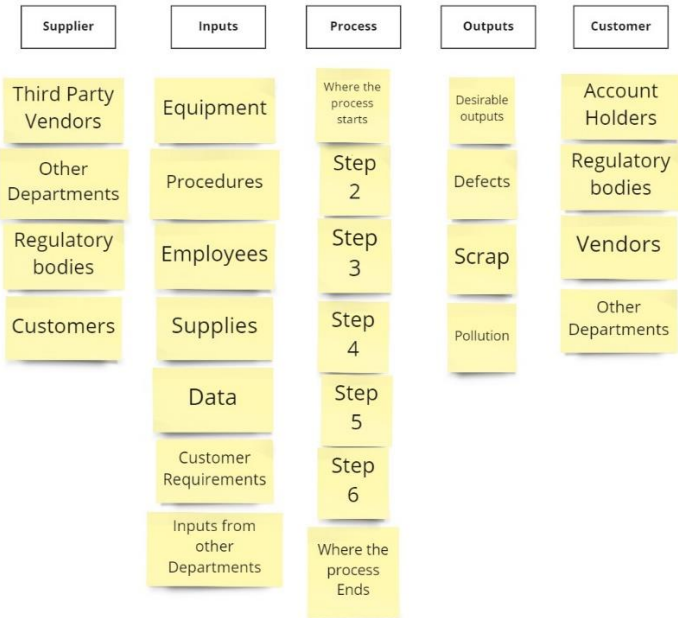 Supplier
Inputs
Process
Outputs
Customer
Third Party
Vendors
Other
Departments
Regulatory
bodies
Customers
Equipment
Procedures
Employees
Supplies
Data
Customer
Requirements
Inputs from
other
Departments
Where the
process
starts
Step
2
Step
3
Step
4
Step
5
Step
6
Where the
process
Ends
Desirable
outputs
Defects
Scrap
Pollution
Account
Holders
Regulatory
bodies
Vendors
Other
Departments